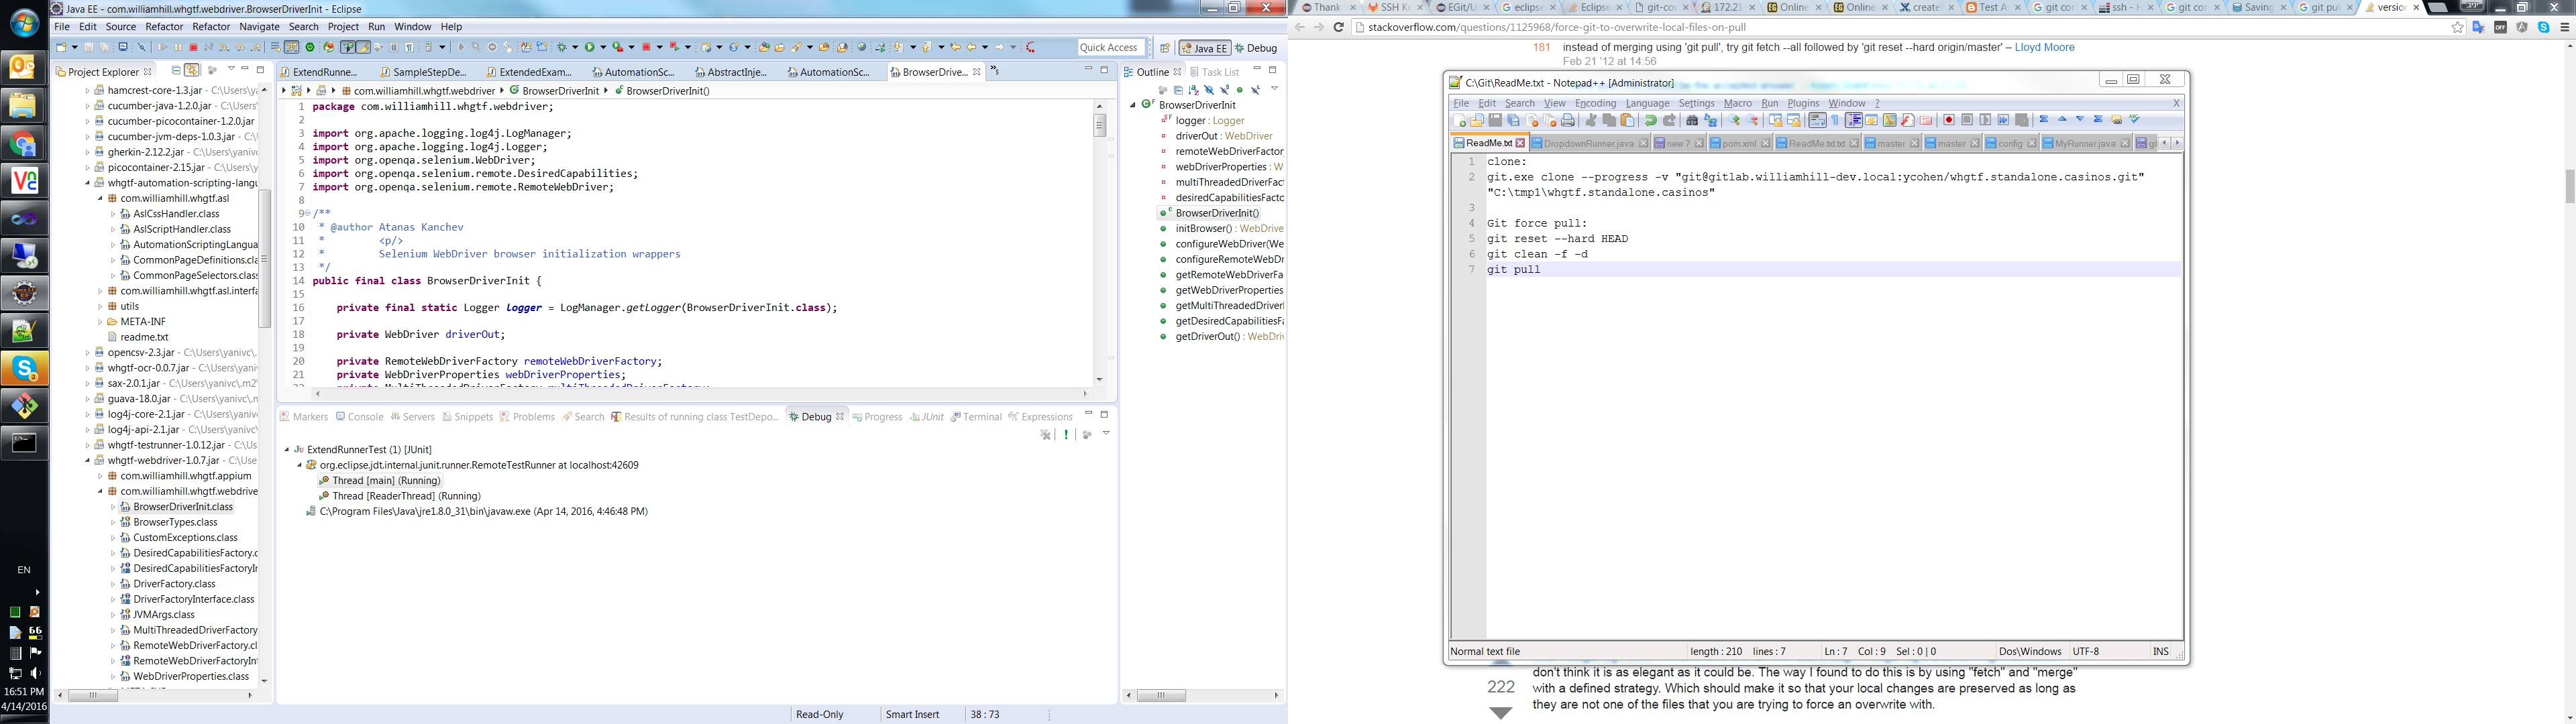 Java EE - com.williamhill.whgtf.webdriver.BrowserDriverInit - Eclipse
File Edit Source Refactor Refactor Navigate Search Project Run Window Help
Quick Access
Java EE
Debug
Project Explorer
hamcrest-core-1.3.jar - C:\Users
cucumber-java-1.2.0.jar - C:\Users
cucumber-picocontainer-1.2.0.jar
cucumber-jvm-deps-1.0.3.jar - C:\
gherkin-2.12.2.jar - C:\Users\yaniv
picocontainer-2.15.jar - C:\Users
whgtf-automation-scripting-langu
com.williamhill.whgtf.asl
AslCssHandler.class
AslScriptHandler.class
AutomationScriptingLangua
CommonPageDefinitions.cla
CommonPageSelectors.class
com.williamhill.whgtf.asl.interfa
utils
META-INF
readme.txt
opencsv-2.3.jar - C:\Users\yanivc\.
whgtf-ocr-0.0.7.jar - C:\Users\yaniv
sax-2.0.1.jar - C:\Users\yanivc\.m2\
guava-18.0.jar - C:\Users\yanivc\.m
log4j-core-2.1.jar - C:\Users\yanivc
log4j-api-2.1.jar - C:\Users\yanivc\
whgtf-testrunner-1.0.12.jar - C:\Us
whgtf-webdriver-1.0.7.jar - C:\Use
com.williamhill.whgtf.appium
com.williamhill.whgtf.webdrive
BrowserDriverInit.class
BrowserTypes.class
CustomExceptions.class
DesiredCapabilitiesFactory.c
DesiredCapabilitiesFactoryIn
DriverFactory.class
DriverFactoryInterface.class
JVMArgs.class
MultiThreadedDriverFactory
RemoteWebDriverFactory.cl
RemoteWebDriverFactoryInt
WebDriverProperties.class
EN
16:51 PM
4/14/2016
ExtendRunne...
SampleStepDe...
ExtendedExam...
AutomationSc...
AbstractInje...
AutomationSc...
BrowserDrive...
com.williamhill.whgtf.webdriver
BrowserDriverInit
BrowserDriverInit()
1 package com.williamhill.whgtf.webdriver;
2
3 import org.apache.logging.log4j.LogManager;
4 import org.apache.logging.log4j.Logger;
5 import org.openqa.selenium.WebDriver;
6 import org.openqa.selenium.remote.DesiredCapabilities;
7 import org.openqa.selenium.remote.RemoteWebDriver;
8
9 /**
10 * @author Atanas Kanchev
11 * <p/>
12 * Selenium WebDriver browser initialization wrappers
13 */
14 public final class BrowserDriverInit {
15
16 private final static Logger logger = LogManager.getLogger(BrowserDriverInit.class);
17
18 private WebDriver driverOut;
19
20 private RemoteWebDriverFactory remoteWebDriverFactory;
21 private WebDriverProperties webDriverProperties;
22 private MultiThreadedDriverFactory multiThreadedDriverFactory;
Markers Console Servers Snippets Problems Search Results of running class TestDepo... Debug Progress JUnit Terminal Expressions
ExtendRunnerTest (1) [JUnit]
org.eclipse.jdt.internal.junit.runner.RemoteTestRunner at localhost:42609
Thread [main] (Running)
Thread [ReaderThread] (Running)
C:\Program Files\Java\jre1.8.0_31\bin\javaw.exe (Apr 14, 2016, 4:46:48 PM)
Read-Only
Smart Insert
38 : 73
Outline
Task List
BrowserDriverInit
logger : Logger
driverOut : WebDriver
remoteWebDriverFactor
webDriverProperties : W
multiThreadedDriverFac
desiredCapabilitiesFacto
BrowserDriverInit()
initBrowser() : WebDrive
configureWebDriver(We
configureRemoteWebDr
getRemoteWebDriverFa
getWebDriverProperties
getMultiThreadedDriver
getDesiredCapabilitiesFa
getDriverOut() : WebDriv
Thank
SSH Ke
EGit/U
eclipse
Eclipse
git-cor
172.21
Online
Online
createl
Test A
git cor
ssh - H
git cor
Saving
git pul
version
stackoverflow.com/questions/1125968/force-git-to-overwrite-local-files-on-pull
181 instead of merging using 'git pull', try git fetch --all followed by 'git reset --hard origin/master' – Lloyd Moore
Feb 21 '12 at 14:56
C:\Git\ReadMe.txt - Notepad++ [Administrator]
File Edit Search View Encoding Language Settings Macro Run Plugins Window ?
X
ReadMe.txt
DropdownRunner.java
new 7
pom.xml
ReadMe.txt.txt
master
master
config
MyRunner.java
1 clone:
2 git.exe clone --progress -v "git@gitlab.williamhill-dev.local:ycohen/whgtf.standalone.casinos.git"
"C:\tmp1\whgtf.standalone.casinos"
3
4 Git force pull:
5 git reset --hard HEAD
6 git clean -f -d
7 git pull
Normal text file
length : 210 lines : 7
Ln : 7 Col : 9 Sel : 0 | 0
Dos\Windows
UTF-8
INS
222
don't think it is as elegant as it could be. The way I found to do this is by using "fetch" and "merge"
with a defined strategy. Which should make it so that your local changes are preserved as long as
they are not one of the files that you are trying to force an overwrite with.